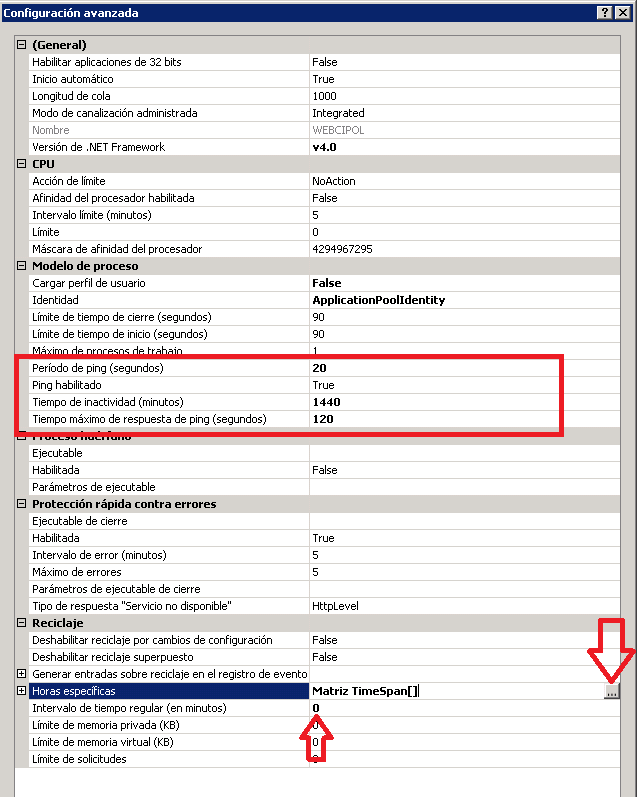 Configuración avanzada
(General)
Habilitar aplicaciones de 32 bits False
Inicio automático True
Longitud de cola 1000
Modo de canalización administrada Integrated
Nombre WEBCIPOL
Versión de .NET Framework v4.0
CPU
Acción de límite NoAction
Afinidad del procesador habilitada False
Intervalo límite (minutos) 5
Límite 0
Máscara de afinidad del procesador 4294967295
Modelo de proceso
Cargar perfil de usuario False
Identidad ApplicationPoolIdentity
Límite de tiempo de cierre (segundos) 90
Límite de tiempo de inicio (segundos) 90
Máximo de procesos de trabajo 1
Período de ping (segundos) 20
Ping habilitado True
Tiempo de inactividad (minutos) 1440
Tiempo máximo de respuesta de ping (segundos) 120
Proceso huérfano
Ejecutable
Habilitada False
Parámetros de ejecutable
Protección rápida contra errores
Ejecutable de cierre
Habilitada True
Intervalo de error (minutos) 5
Máximo de errores 5
Parámetros de ejecutable de cierre
Tipo de respuesta "Servicio no disponible" HttpLevel
Reciclaje
Deshabilitar reciclaje por cambios de configuración False
Deshabilitar reciclaje superpuesto False
Generar entradas sobre reciclaje en el registro de evento
Horas específicas Matriz TimeSpan[] ...
Intervalo de tiempo regular (en minutos) 0
Límite de memoria privada (KB) 0
Límite de memoria virtual (KB) 0
Límite de solicitudes 0